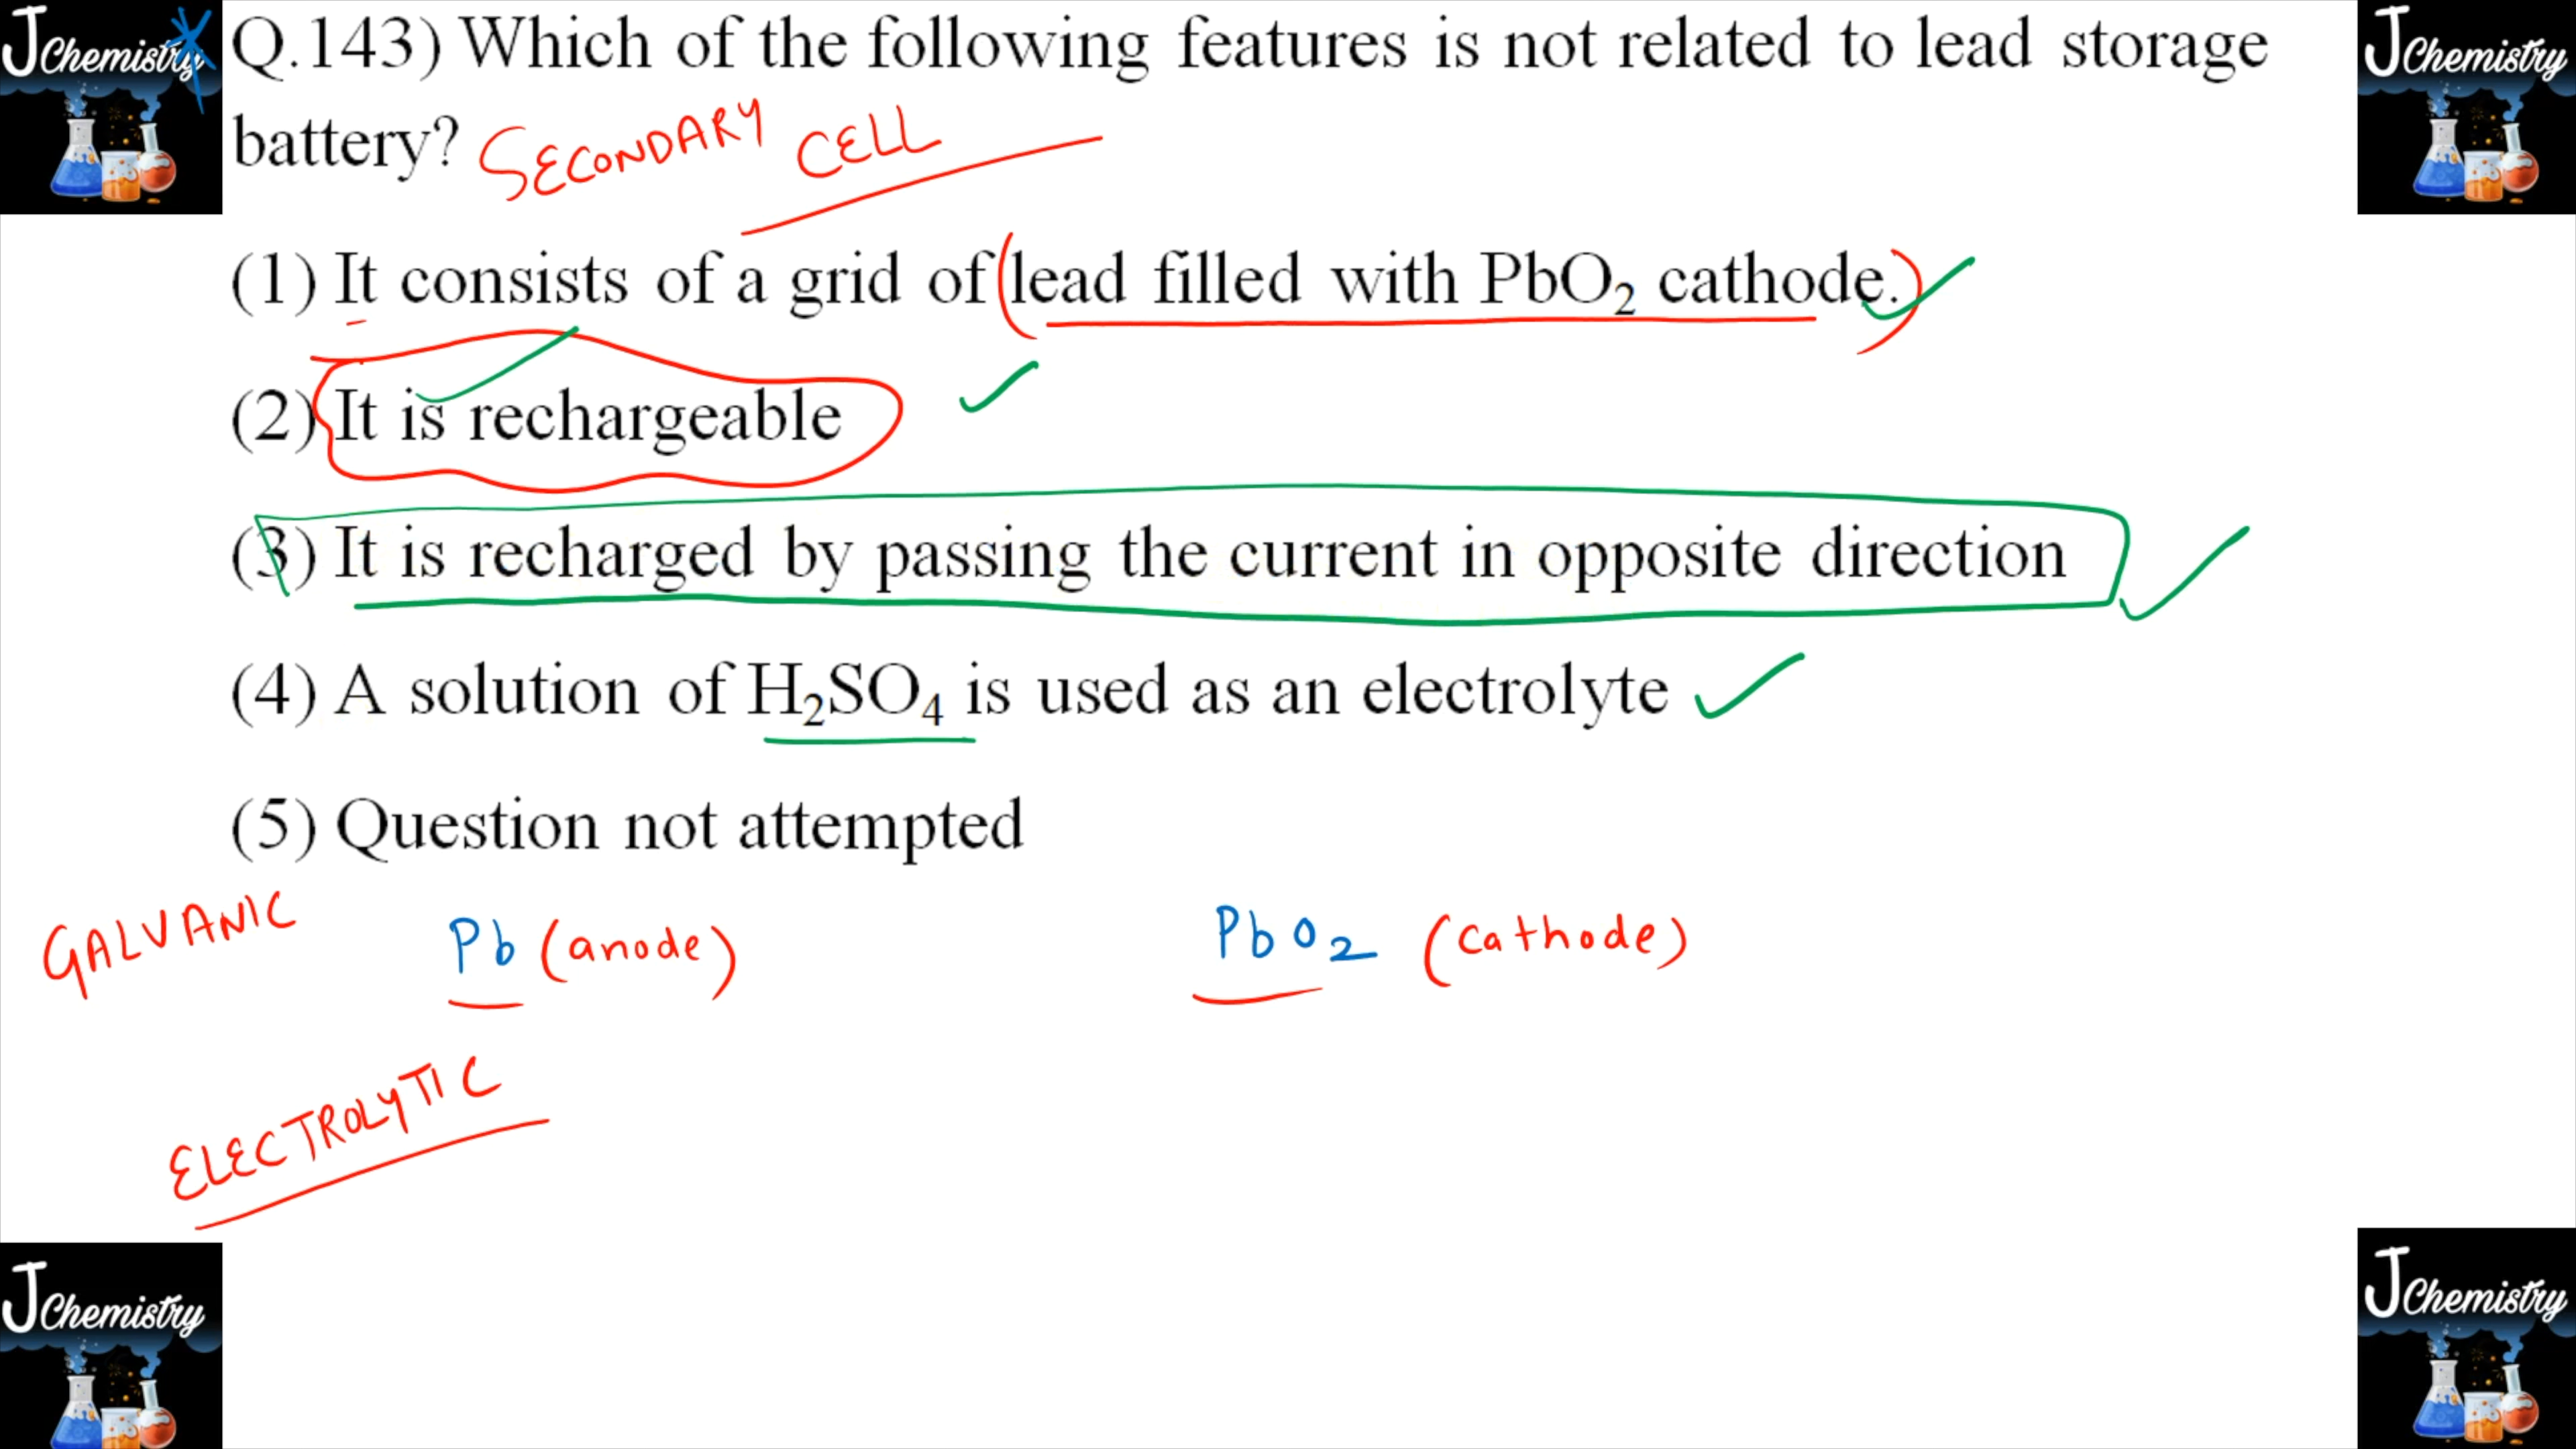 JChemistry
JChemistry
Q.143) Which of the following features is not related to lead storage
battery?
SECONDARY CELL
(1) It consists of a grid of lead filled with PbO₂ cathode.
(2) It is rechargeable
(3) It is recharged by passing the current in opposite direction
(4) A solution of H₂SO₄ is used as an electrolyte
(5) Question not attempted
GALVANIC Pb (anode) PbO₂ (cathode)
ELECTROLYTIC
JChemistry
JChemistry